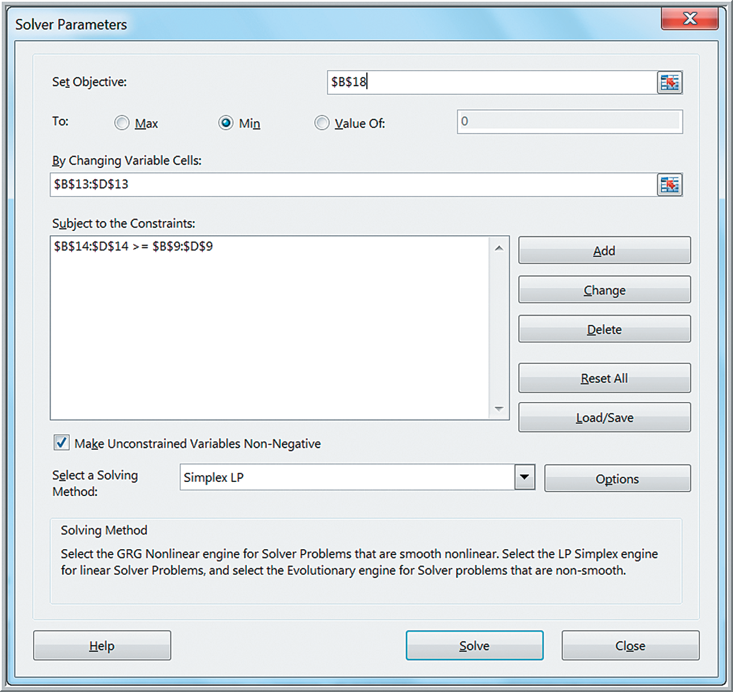 Solver Parameters
Set Objective: $B$18
To: Max Min Value Of: 0
By Changing Variable Cells:
$B$13:$D$13
Subject to the Constraints:
$B$14:$D$14 >= $B$9:$D$9
Add
Change
Delete
Reset All
Load/Save
Make Unconstrained Variables Non-Negative
Select a Solving
Method:
Simplex LP
Options
Solving Method
Select the GRG Nonlinear engine for Solver Problems that are smooth nonlinear. Select the LP Simplex engine
for linear Solver Problems, and select the Evolutionary engine for Solver problems that are non-smooth.
Help Solve Close